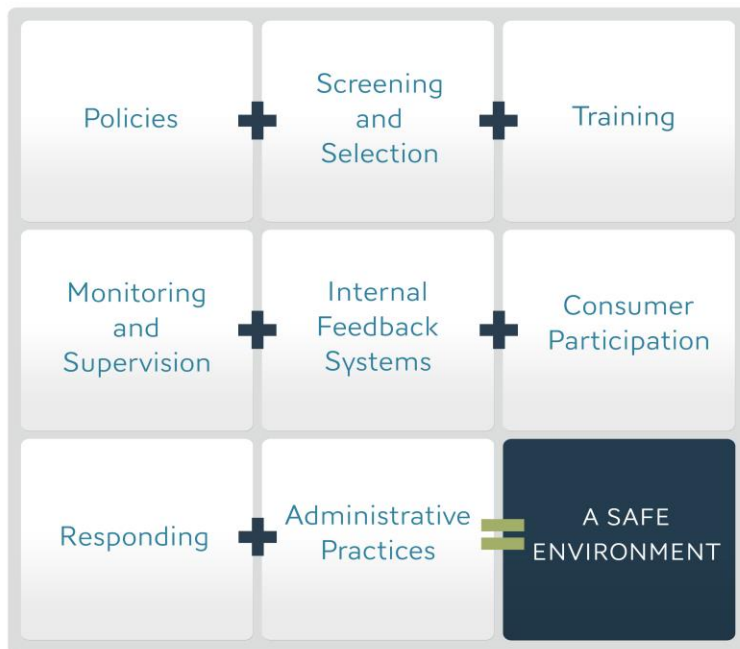 Policies
Screening
and
Selection
Training
Monitoring
and
Supervision
Internal
Feedback
Systems
Consumer
Participation
Responding
Administrative
Practices
A SAFE
ENVIRONMENT